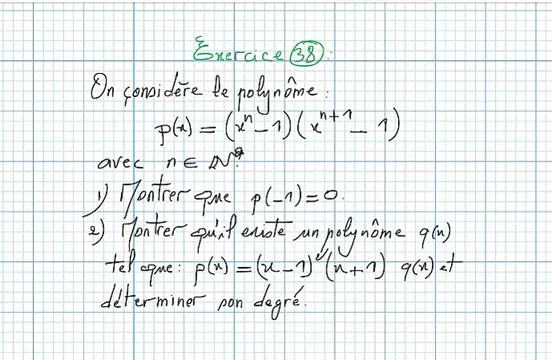 Exercice 38:
On considère le polynôme:
p(x) = (x^n - 1)(x^{n+1} - 1)
avec n ∈ ℕ*
1) Montrer que p(-1) = 0.
2) Montrer qu'il existe un polynôme q(x)
tel que: p(x) = (x-1)²(x+1) q(x) et
déterminer son degré.